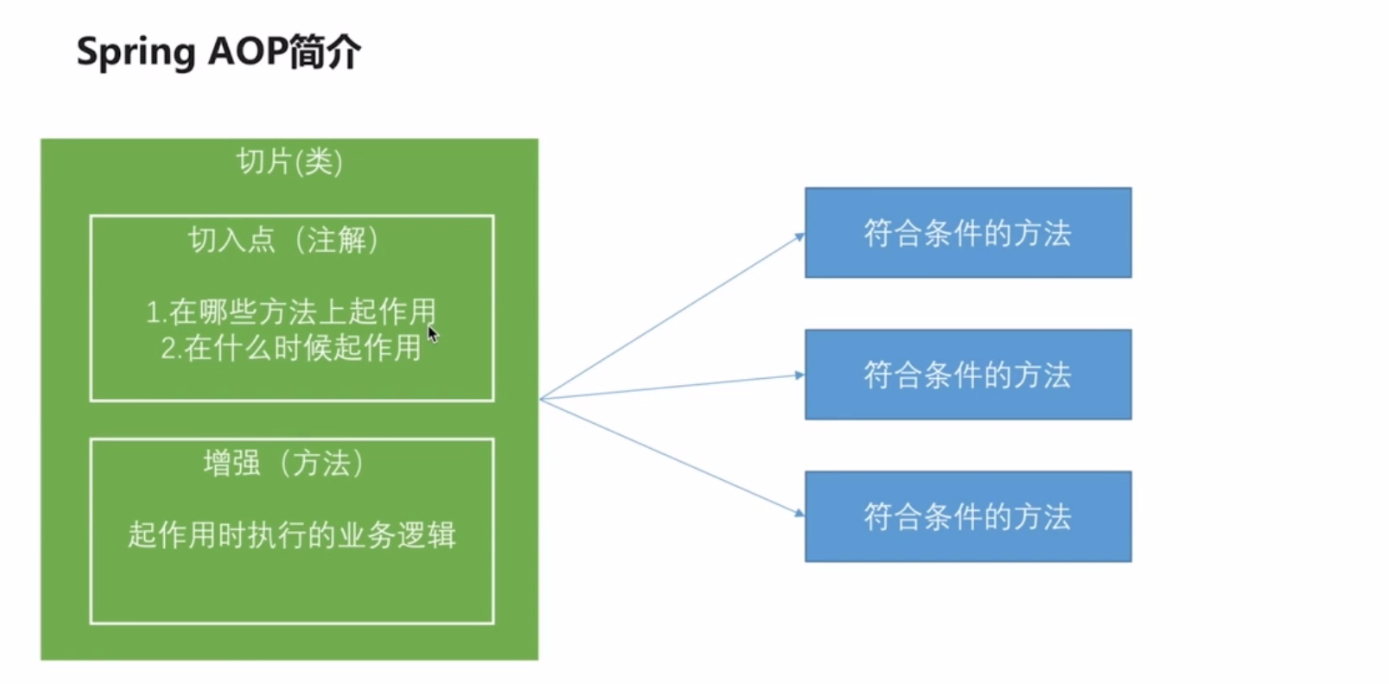 Spring AOP简介
切片(类)
切入点（注解）
1.在哪些方法上起作用
2.在什么时候起作用
增强（方法）
起作用时执行的业务逻辑
符合条件的方法
符合条件的方法
符合条件的方法